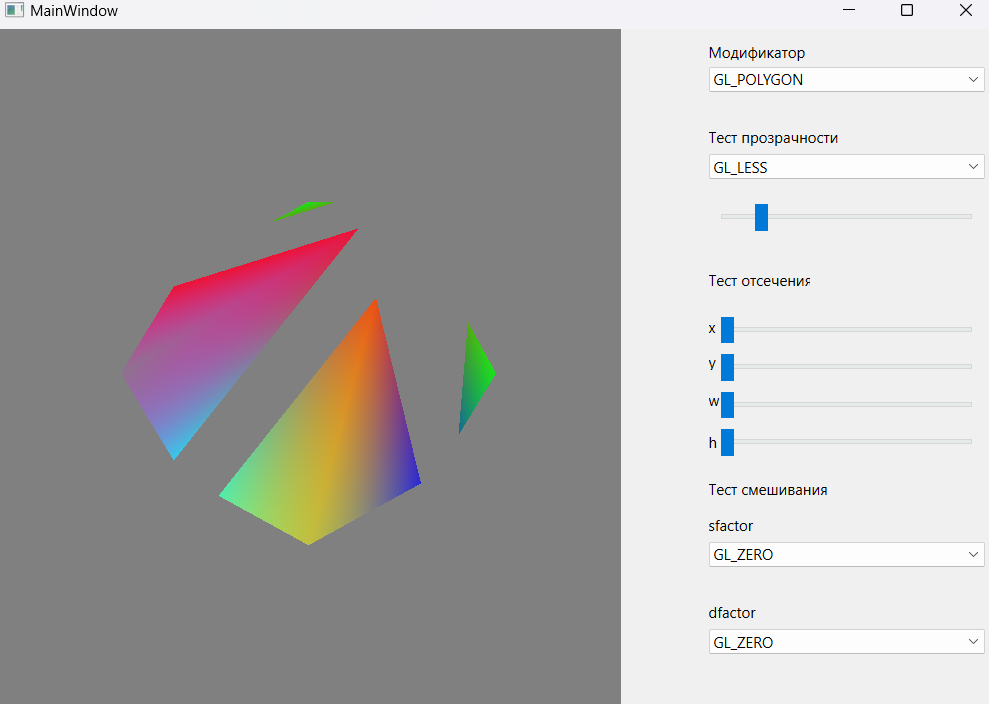 MainWindow
Модификатор
GL_POLYGON
Тест прозрачности
GL_LESS
Тест отсечения
x
y
w
h
Тест смешивания
sfactor
GL_ZERO
dfactor
GL_ZERO